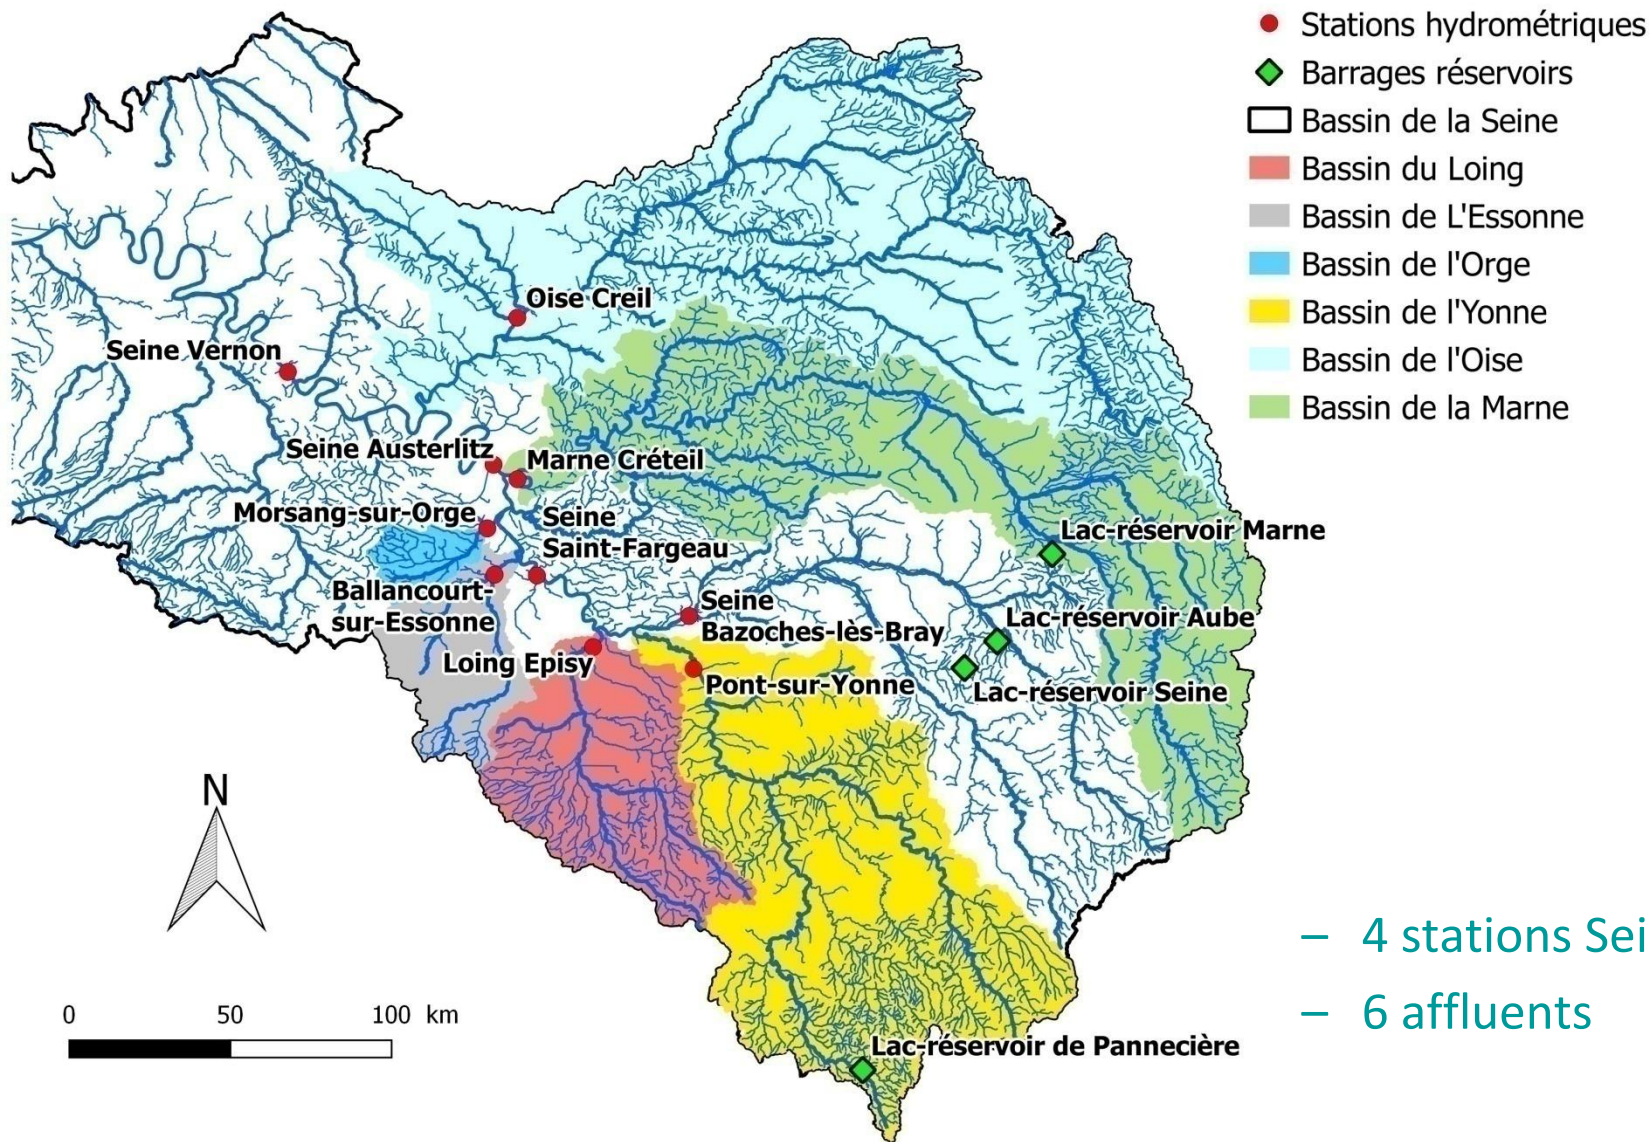 Stations hydrométriques
Barrages réservoirs
Bassin de la Seine
Bassin du Loing
Bassin de L'Essonne
Bassin de l'Orge
Bassin de l'Yonne
Bassin de l'Oise
Bassin de la Marne
Oise Creil
Seine Vernon
Seine Austerlitz
Marne Créteil
Morsang-sur-Orge
Seine
Saint-Fargeau
Lac-réservoir Marne
Ballancourt-
sur-Essonne
Seine
Bazoches-lès-Bray
Lac-réservoir Aube
Loing Episy
Pont-sur-Yonne
Lac-réservoir Seine
N
– 4 stations Sei
– 6 affluents
0 50 100 km
Lac-réservoir de Pannecière